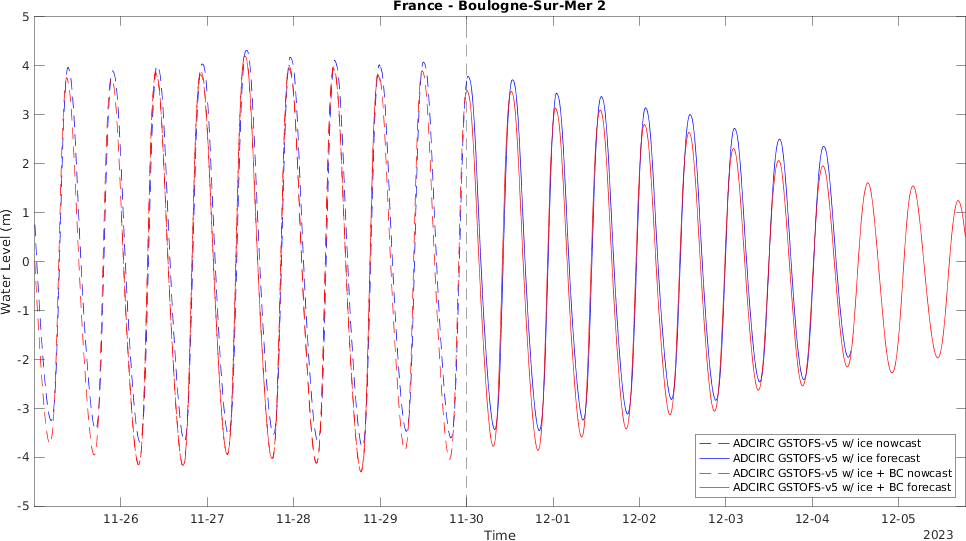 France - Boulogne-Sur-Mer 2
5
4
3
2
1
0
-1
-2
-3
-4
-5
Water Level (m)
ADCIRC GSTOFS-v5 w/ ice nowcast
ADCIRC GSTOFS-v5 w/ ice forecast
ADCIRC GSTOFS-v5 w/ ice + BC nowcast
ADCIRC GSTOFS-v5 w/ ice + BC forecast
11-26 11-27 11-28 11-29 11-30 12-01 12-02 12-03 12-04 12-05
Time
2023